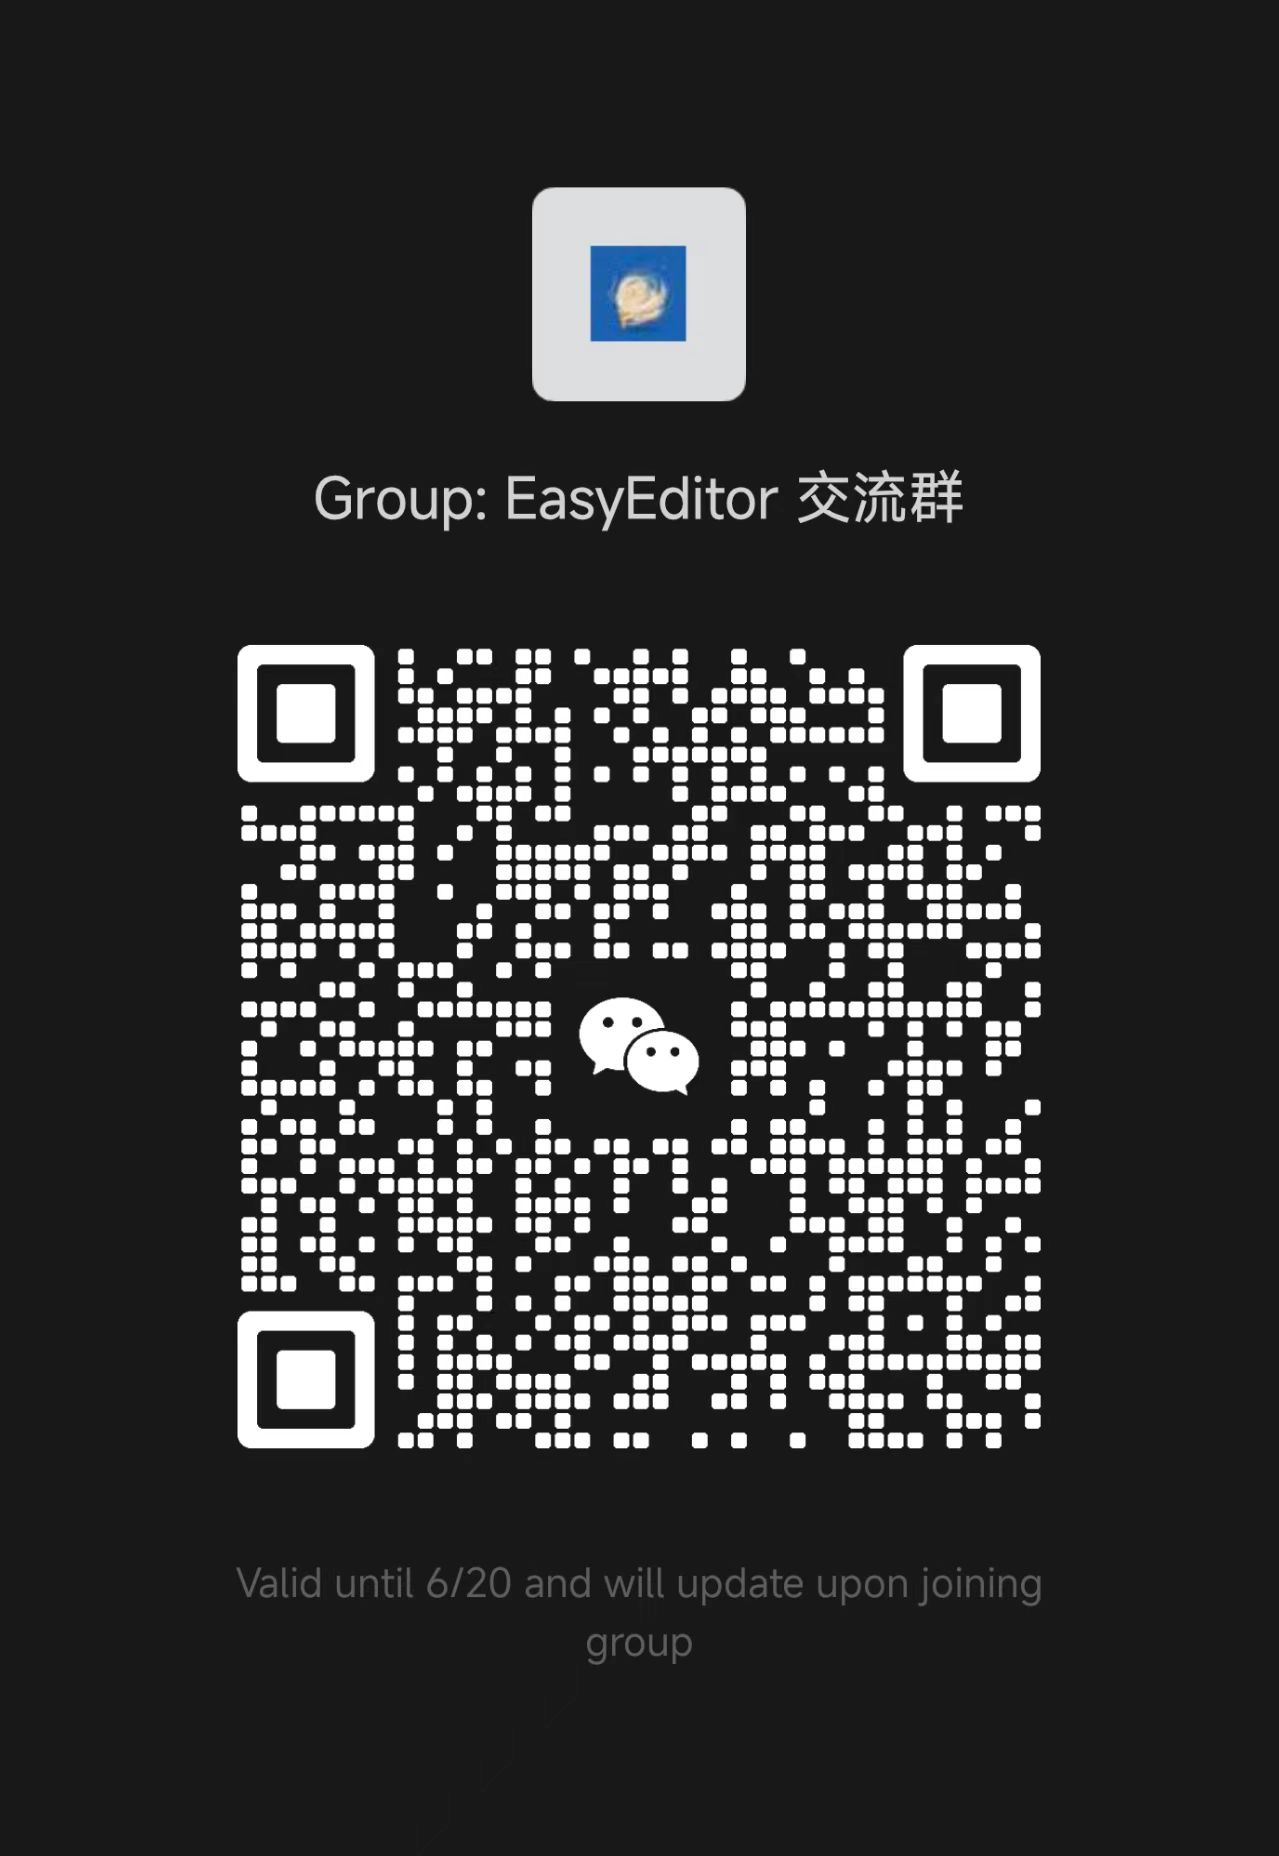 Group: EasyEditor 交流群
Valid until 6/20 and will update upon joining
group